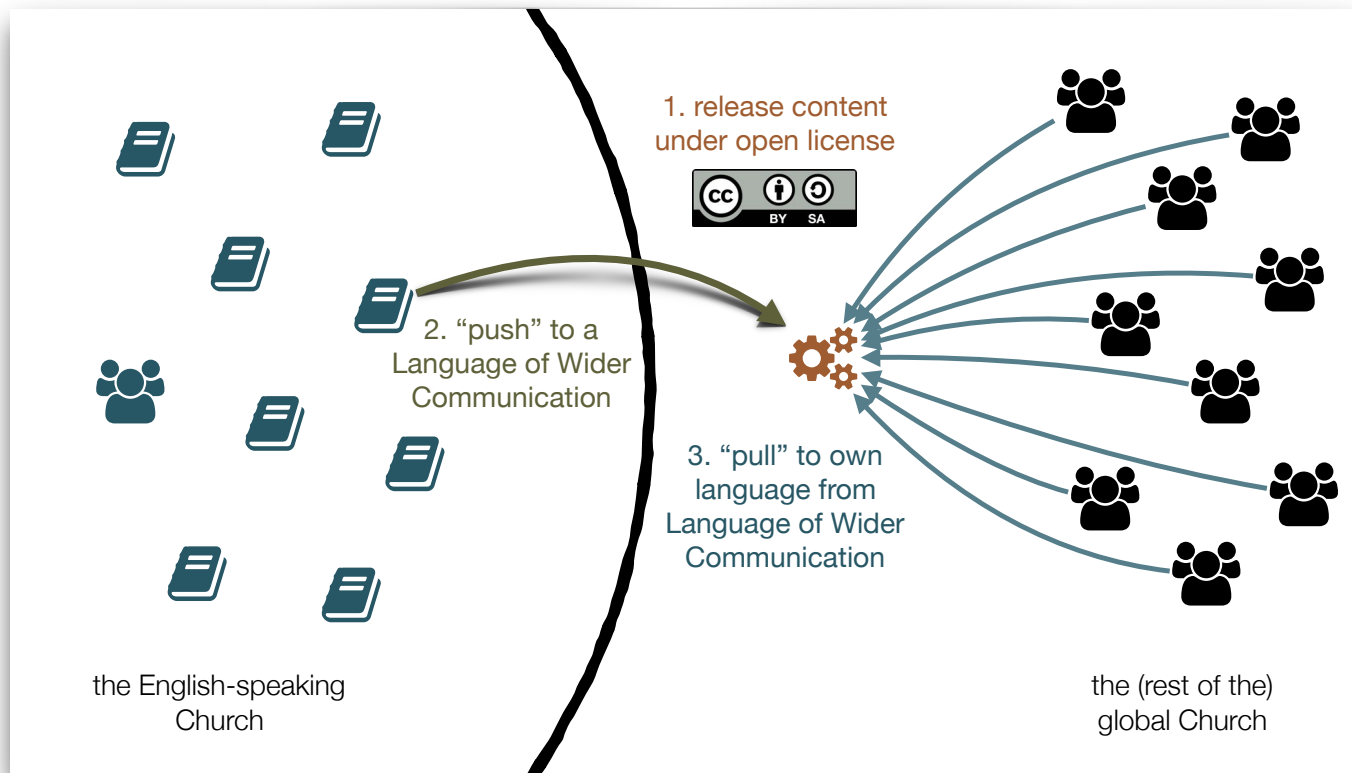 1. release content
under open license
cc
BY SA
2. “push” to a
Language of Wider
Communication
3. “pull” to own
language from
Language of Wider
Communication
the English-speaking
Church
the (rest of the)
global Church